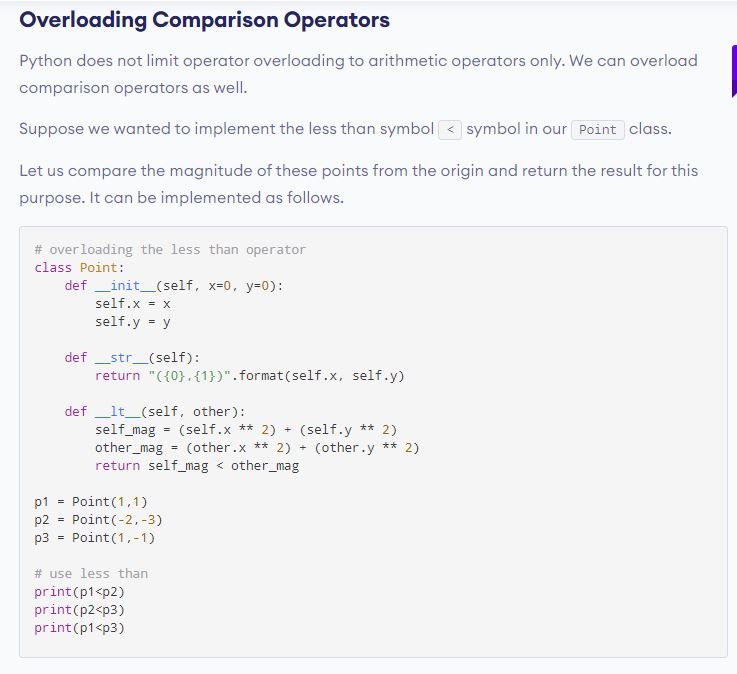 Overloading Comparison Operators
Python does not limit operator overloading to arithmetic operators only. We can overload
comparison operators as well.
Suppose we wanted to implement the less than symbol < symbol in our Point class.
Let us compare the magnitude of these points from the origin and return the result for this
purpose. It can be implemented as follows.
# overloading the less than operator
class Point:
    def __init__(self, x=0, y=0):
        self.x = x
        self.y = y

    def __str__(self):
        return "({0},{1})".format(self.x, self.y)

    def __lt__(self, other):
        self_mag = (self.x ** 2) + (self.y ** 2)
        other_mag = (other.x ** 2) + (other.y ** 2)
        return self_mag < other_mag

p1 = Point(1,1)
p2 = Point(-2,-3)
p3 = Point(1,-1)

# use less than
print(p1<p2)
print(p2<p3)
print(p1<p3)